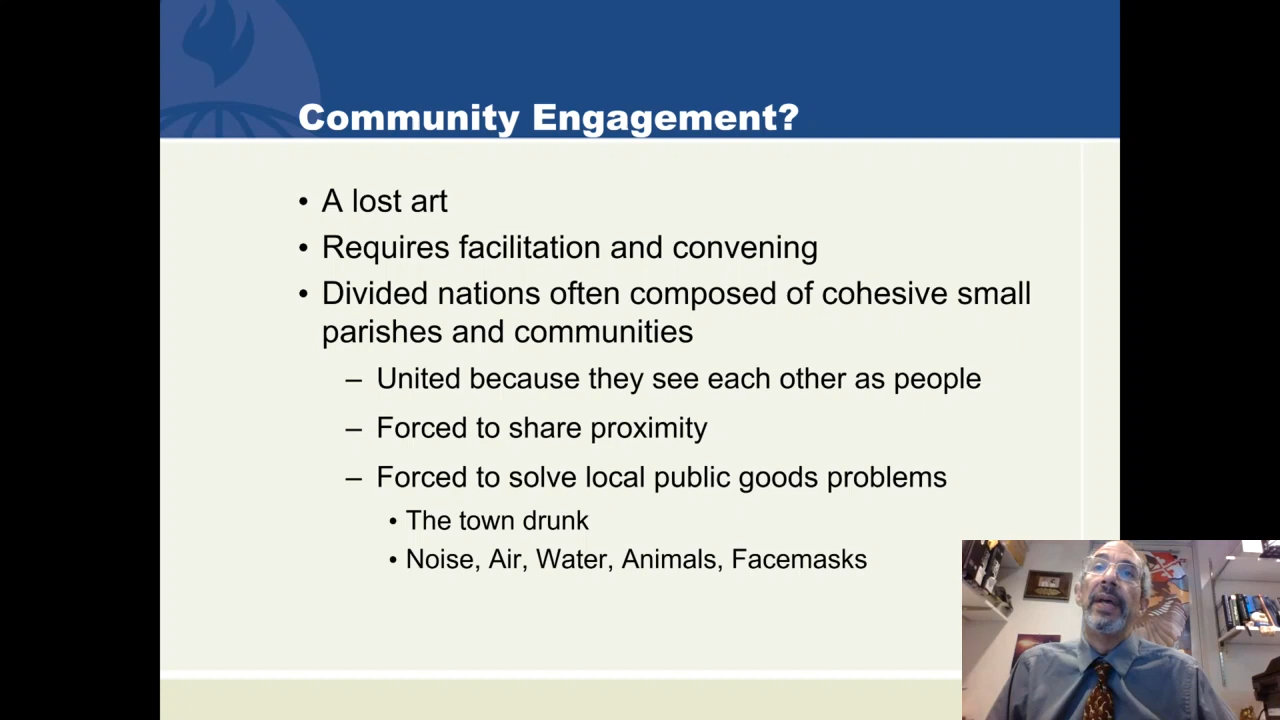 Community Engagement?
• A lost art
• Requires facilitation and convening
• Divided nations often composed of cohesive small
parishes and communities
– United because they see each other as people
– Forced to share proximity
– Forced to solve local public goods problems
• The town drunk
• Noise, Air, Water, Animals, Facemasks